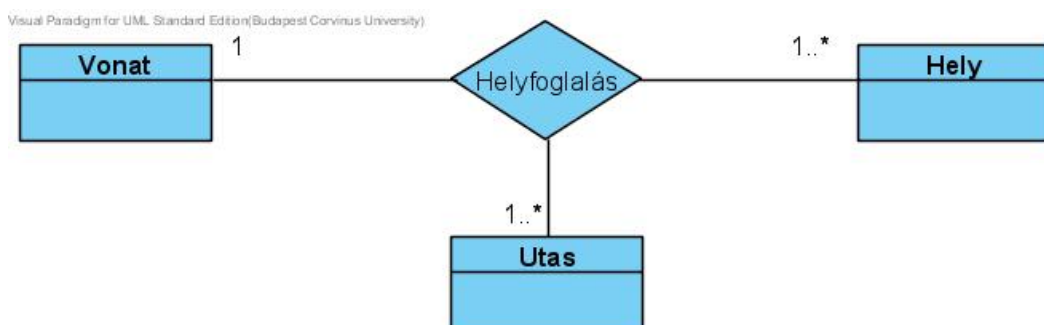 Visual Paradigm for UML Standard Edition(Budapest Corvinus University)
1
1..*
Vonat
Helyfoglalás
Hely
1..*
Utas